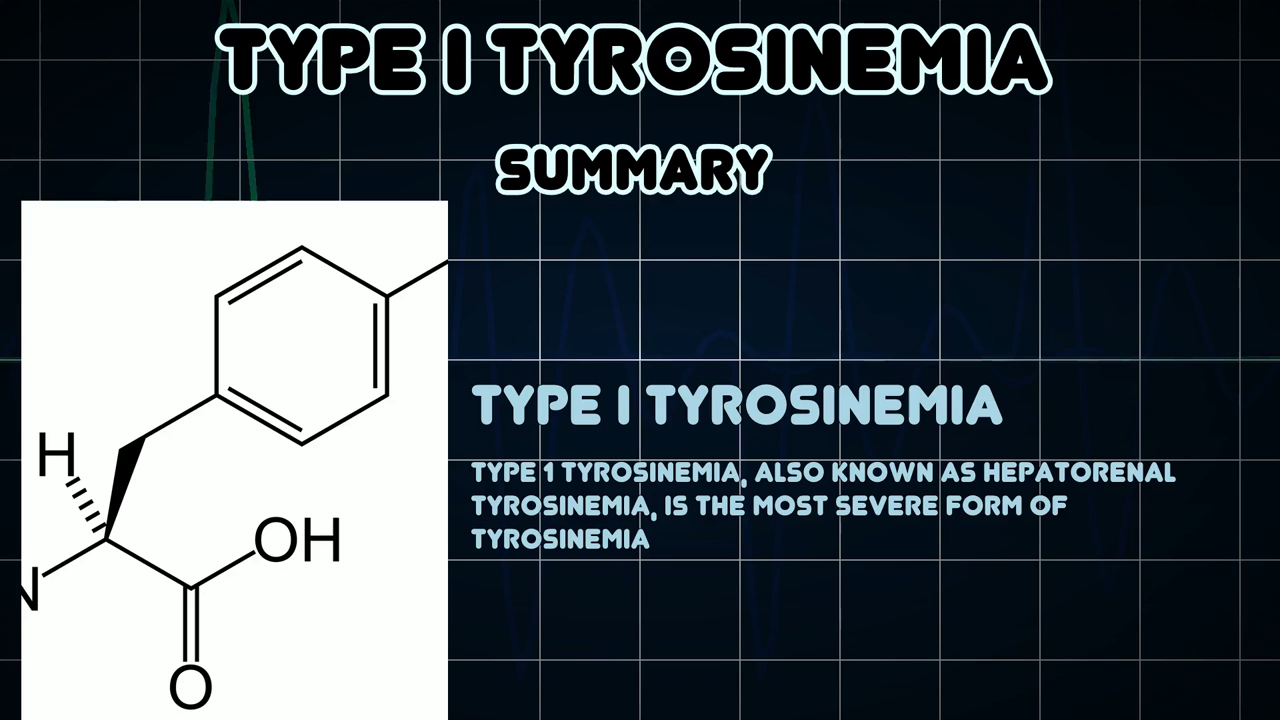 TYPE I TYROSINEMIA
SUMMARY
H
OH
N
O
TYPE I TYROSINEMIA
TYPE 1 TYROSINEMIA, ALSO KNOWN AS HEPATORENAL
TYROSINEMIA, IS THE MOST SEVERE FORM OF
TYROSINEMIA